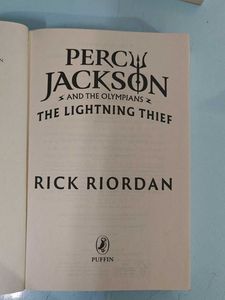 PERCY
JACKSON
AND THE OLYMPIANS
THE LIGHTNING THIEF
RICK RIORDAN
PUFFIN